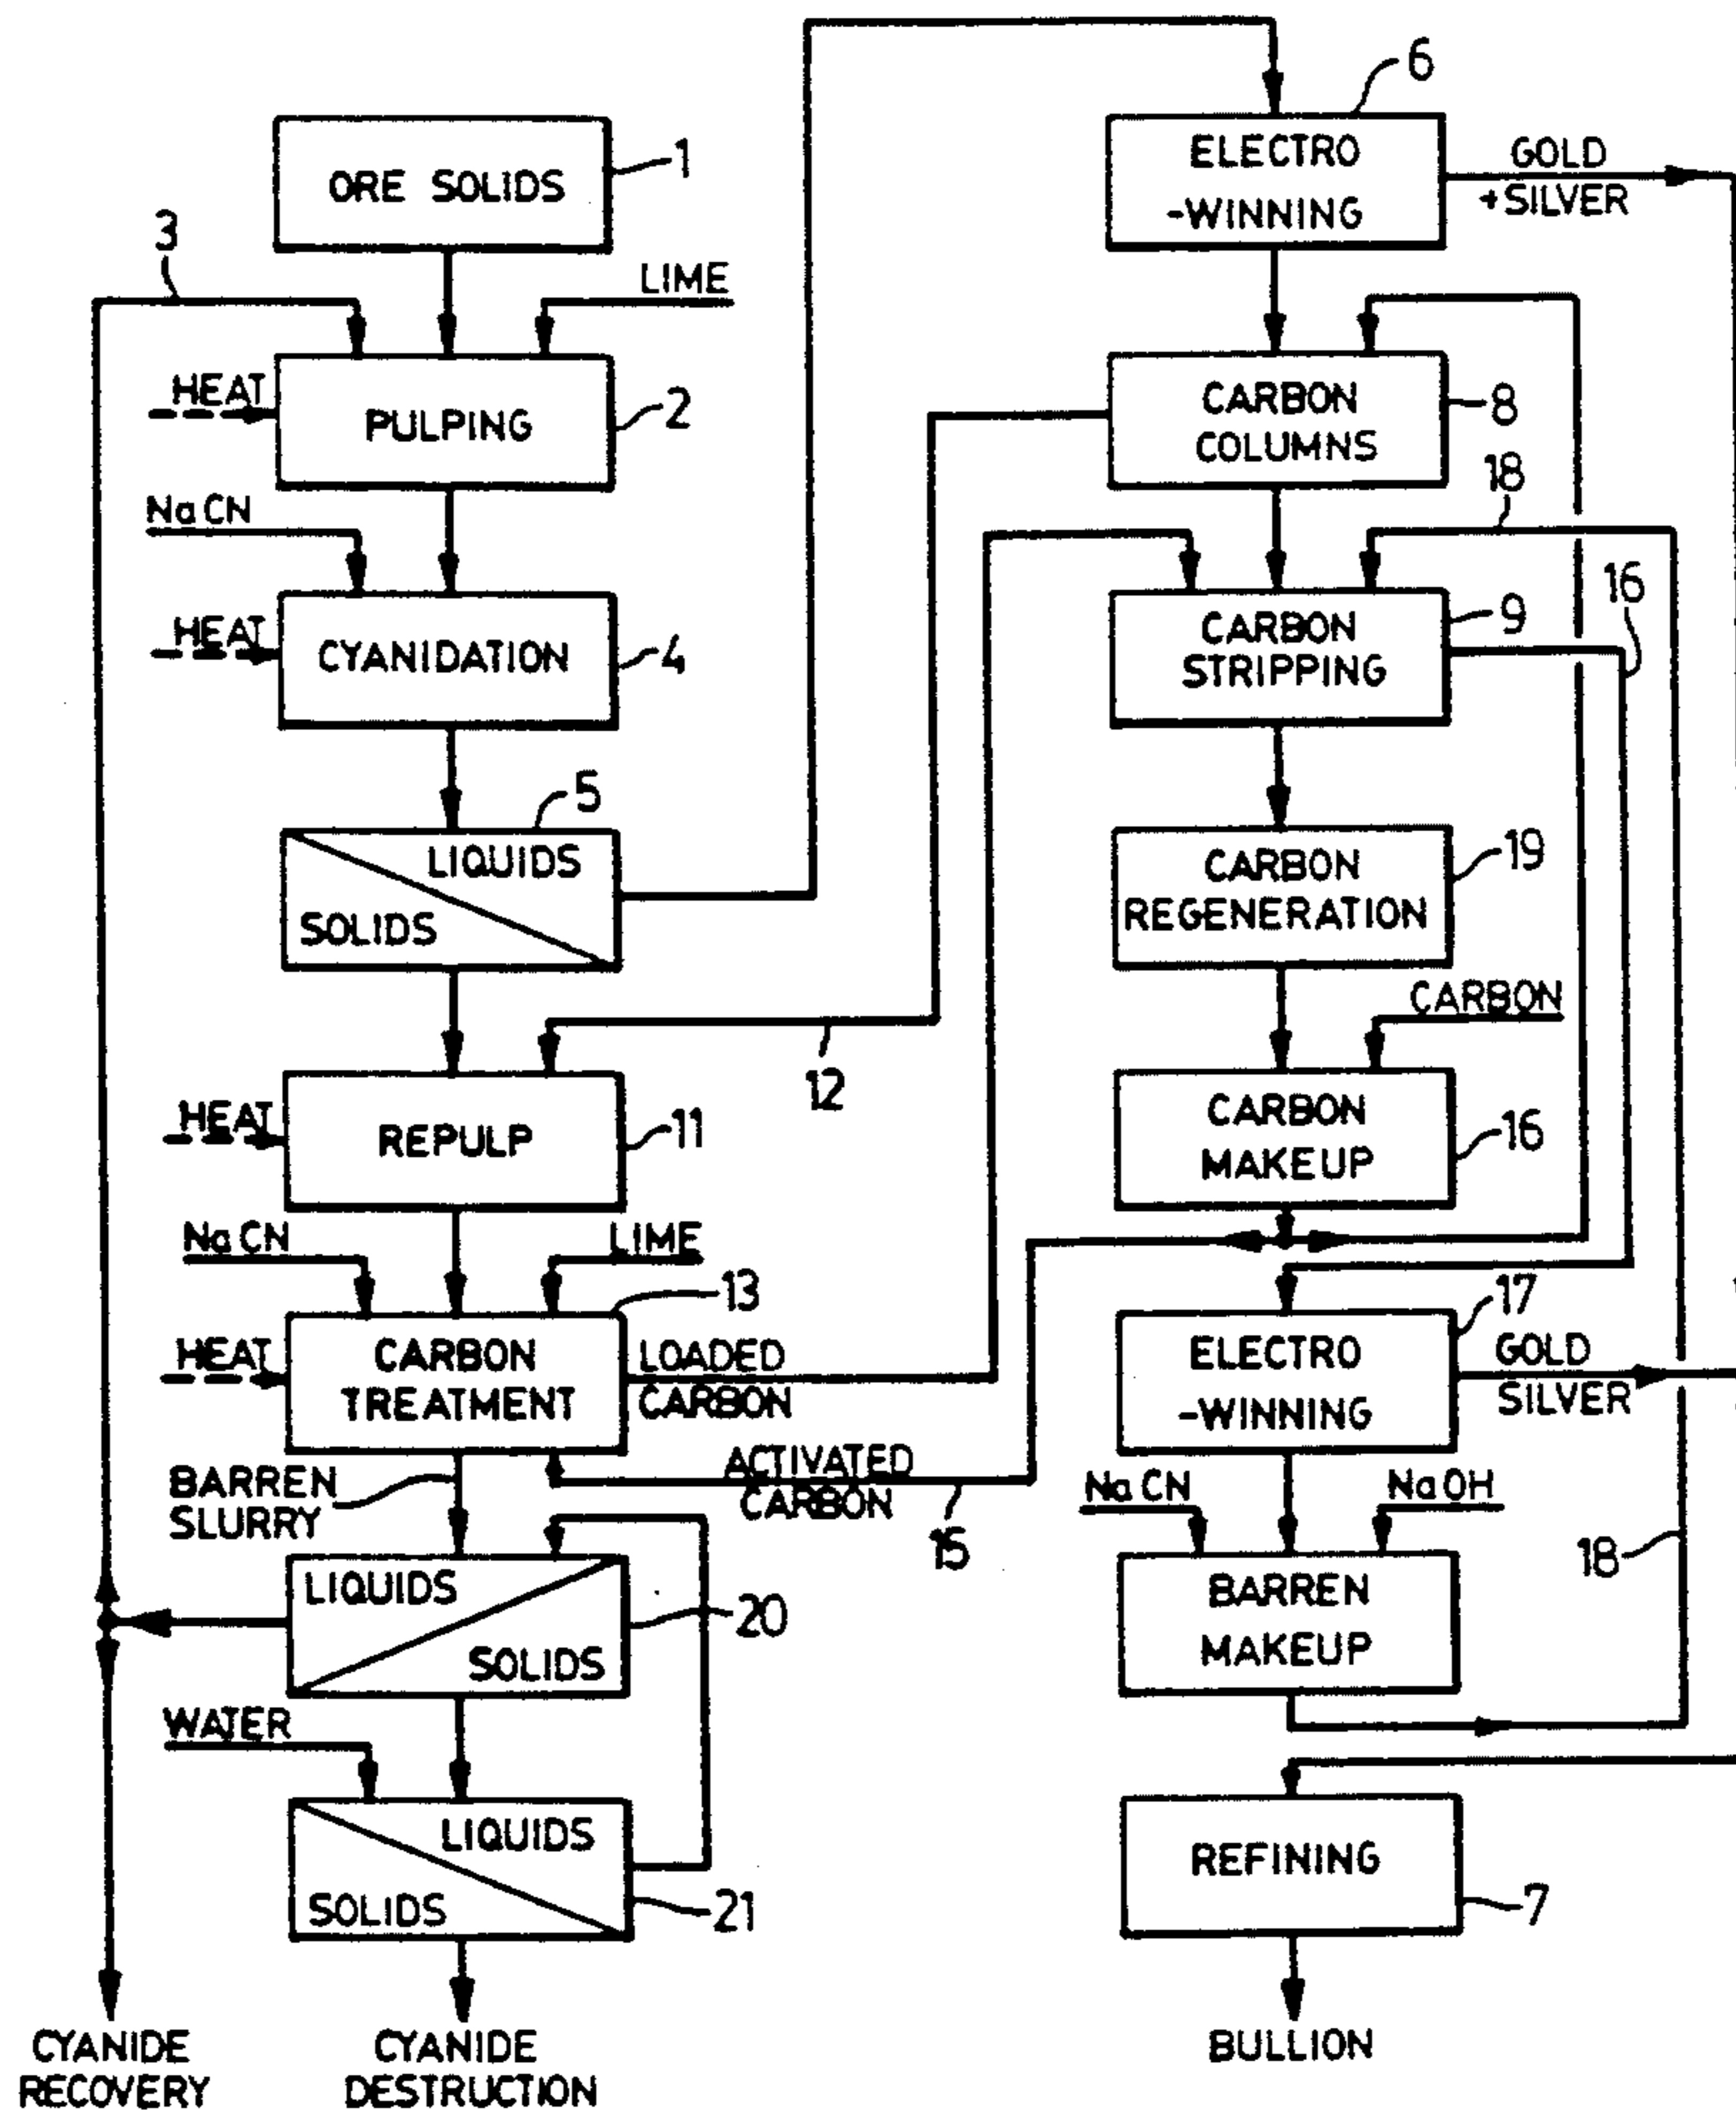 ORE SOLIDS
1
3
LIME
HEAT
PULPING
2
NaCN
HEAT
CYANIDATION
4
5
LIQUIDS
SOLIDS
12
HEAT
REPULP
11
NaCN
LIME
13
HEAT
CARBON
TREATMENT
LOADED
CARBON
BARREN
SLURRY
ACTIVATED
CARBON
15
LIQUIDS
SOLIDS
20
WATER
LIQUIDS
SOLIDS
21
CYANIDE
RECOVERY
CYANIDE
DESTRUCTION
6
ELECTRO
-WINNING
GOLD
+SILVER
CARBON
COLUMNS
8
18
16
CARBON
STRIPPING
9
CARBON
REGENERATION
19
CARBON
CARBON
MAKEUP
16
17
ELECTRO
-WINNING
GOLD
SILVER
NaCN
NaOH
18
BARREN
MAKEUP
REFINING
7
BULLION